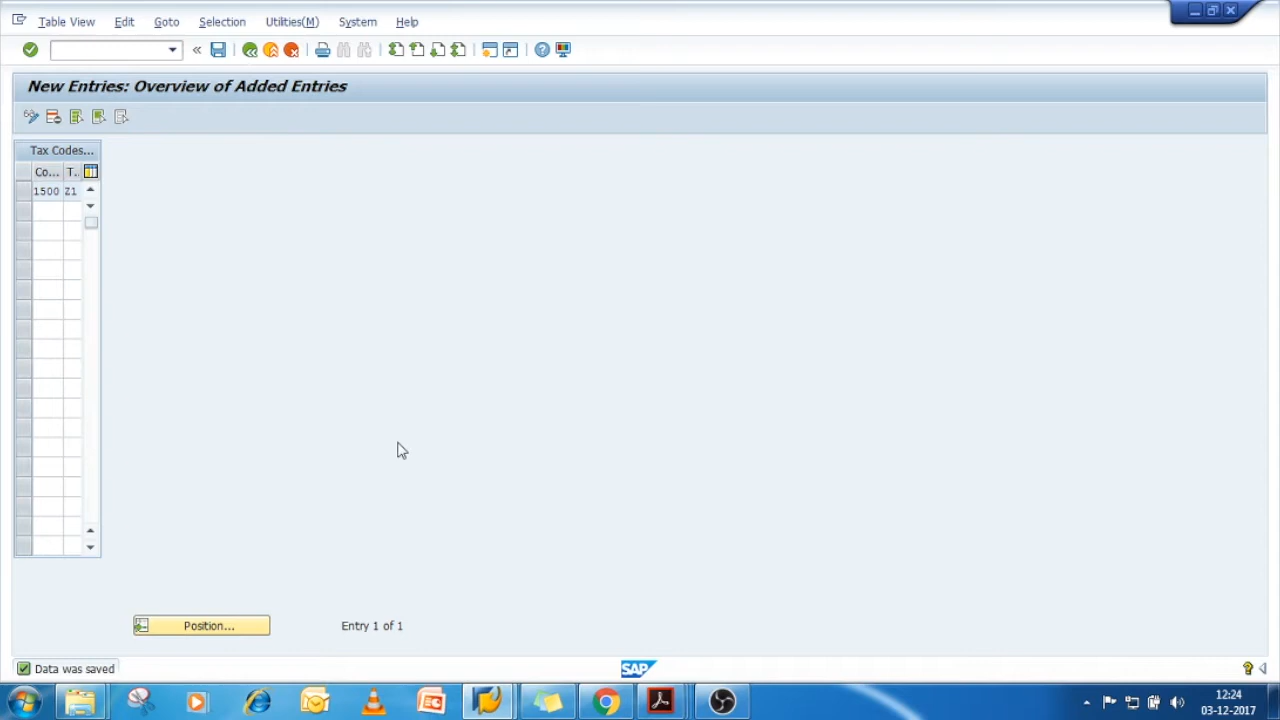 Table View Edit Goto Selection Utilities(M) System Help
New Entries: Overview of Added Entries
Tax Codes...
Co... T..
1500 Z1
Position... Entry 1 of 1
Data was saved
SAP
12:24
03-12-2017